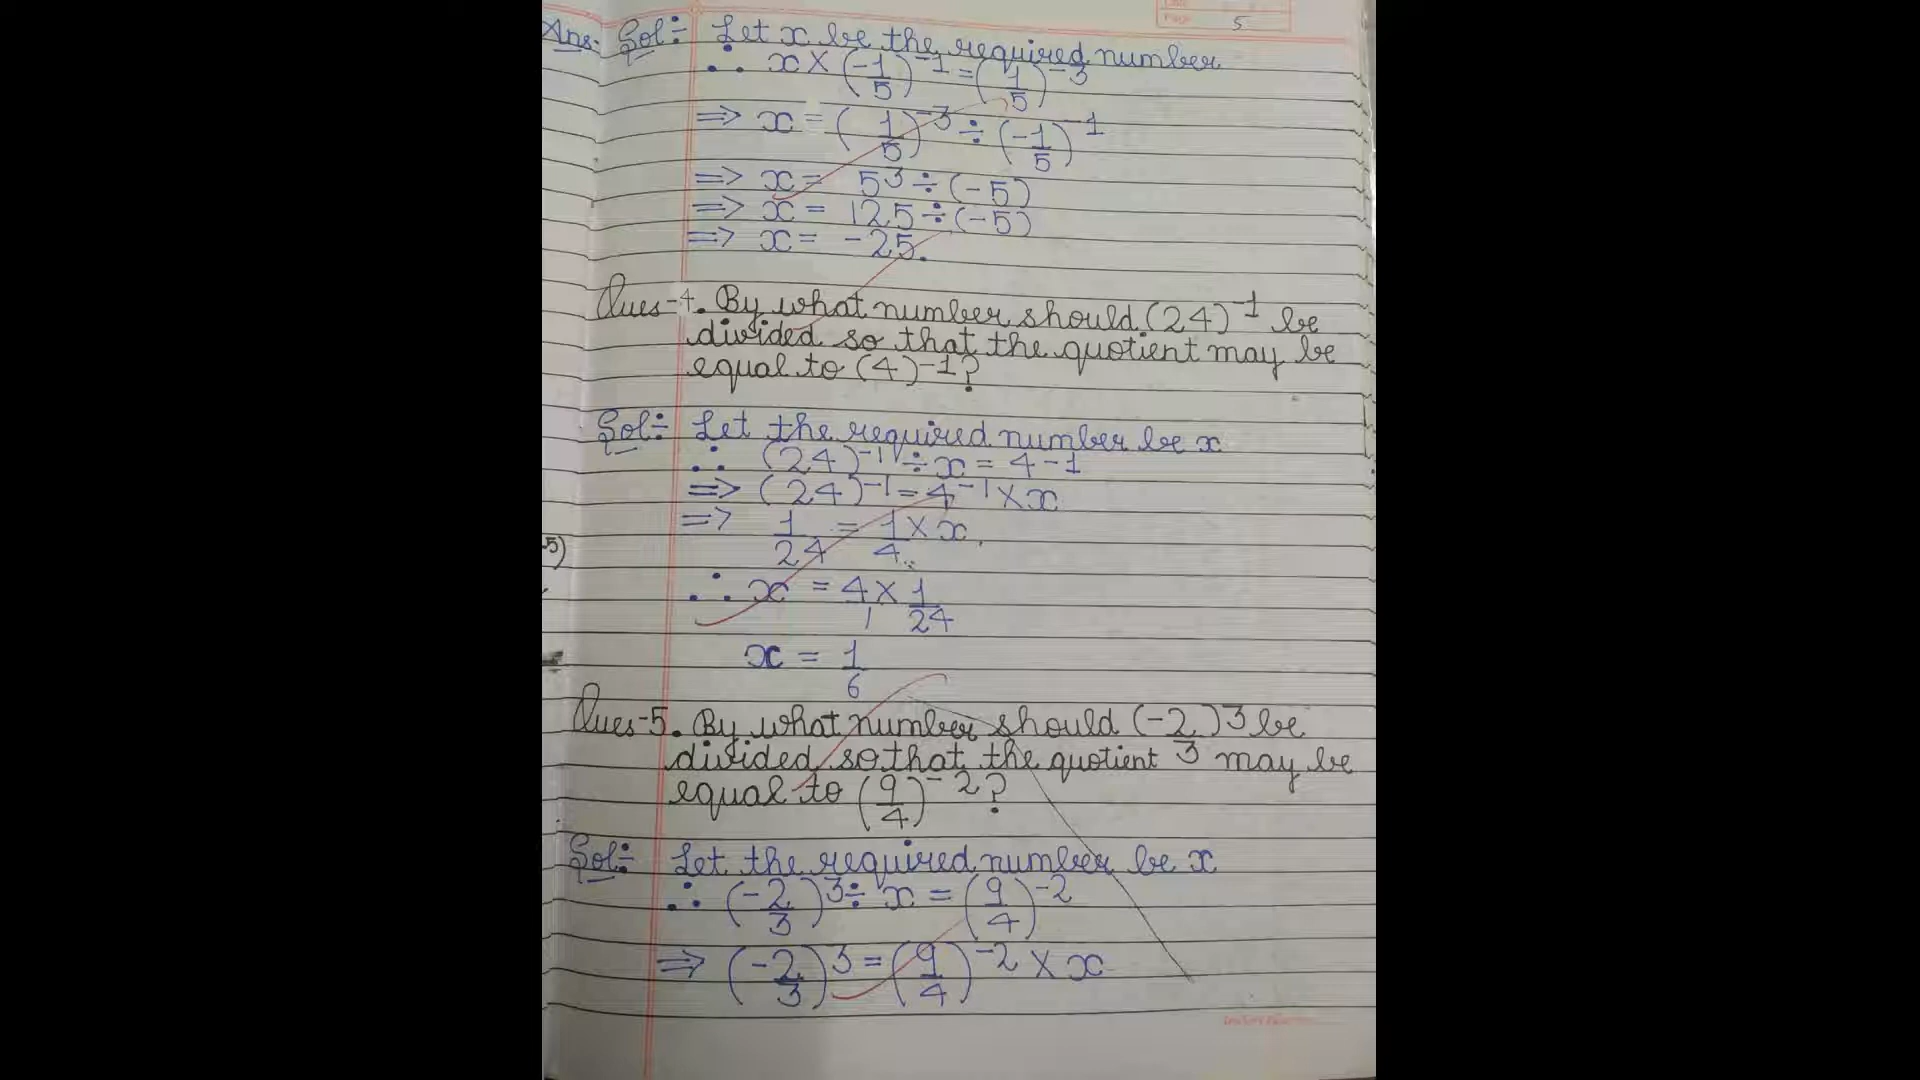 Page 5
Ans. Sol÷ Let x be the required number
∴ x × (-1/5)^-1 = (1/5)^-3
⇒ x = (1/5)^-3 ÷ (-1/5)^-1
⇒ x = 5^3 ÷ (-5)
⇒ x = 125 ÷ (-5)
⇒ x = -25.
Ques-4. By what number should (24)^-1 be
divided so that the quotient may be
equal to (4)^-1?
Sol÷ Let the required number be x
∴ (24)^-1 ÷ x = 4^-1
⇒ (24)^-1 = 4^-1 × x
⇒ 1/24 = 1/4 × x
5)
∴ x = 4/1 × 1/24
x = 1/6
Ques-5. By what number should (-2/3)^3 be
divided so that the quotient may be
equal to (9/4)^-2?
Sol÷ Let the required number be x
∴ (-2/3)^3 ÷ x = (9/4)^-2
⇒ (-2/3)^3 = (9/4)^-2 × x